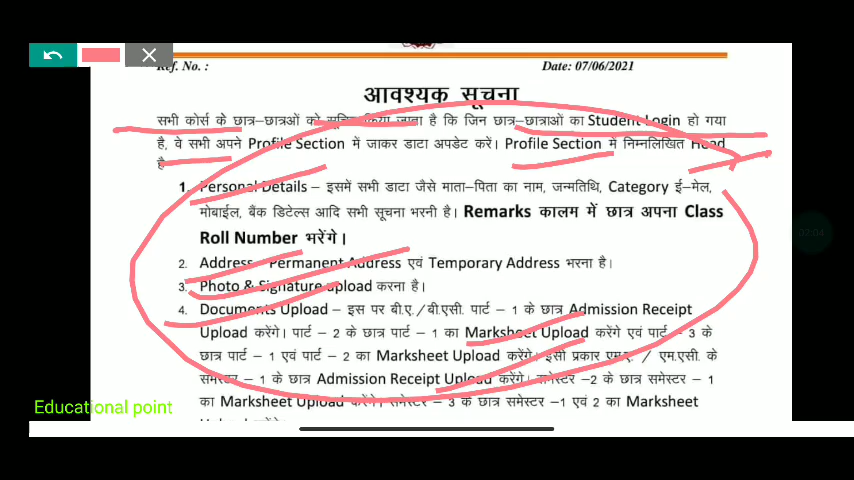 Ref. No. :
Date: 07/06/2021
आवश्यक सूचना
सभी कोर्स के छात्र-छात्राओं को सूचित किया जाता है कि जिन छात्र-छात्राओं का Student Login हो गया
है, वे सभी अपने Profile Section में जाकर डाटा अपडेट करें। Profile Section में निम्नलिखित Head
है
1. Personal Details – इसमें सभी डाटा जैसे माता-पिता का नाम, जन्मतिथि, Category ई-मेल,
मोबाईल, बैंक डिटेल्स आदि सभी सूचना भरनी है। Remarks कालम में छात्र अपना Class
Roll Number भरेंगे।
2. Address – Permanent Address एवं Temporary Address भरना है।
3. Photo & Signature upload करना है।
4. Documents Upload – इस पर बी.ए./बी.एसी. पार्ट – 1 के छात्र Admission Receipt
Upload करेंगे। पार्ट – 2 के छात्र पार्ट – 1 का Marksheet Upload करेंगे एवं पार्ट – 3 के
छात्र पार्ट – 1 एवं पार्ट – 2 का Marksheet Upload करेंगे। इसी प्रकार एम.ए. / एम.एसी. के
समेस्टर – 1 के छात्र Admission Receipt Upload करेंगे। समेस्टर –2 के छात्र समेस्टर – 1
का Marksheet Upload करेंगे। समेस्टर – 3 के छात्र समेस्टर –1 एवं 2 का Marksheet
02:04
Educational point